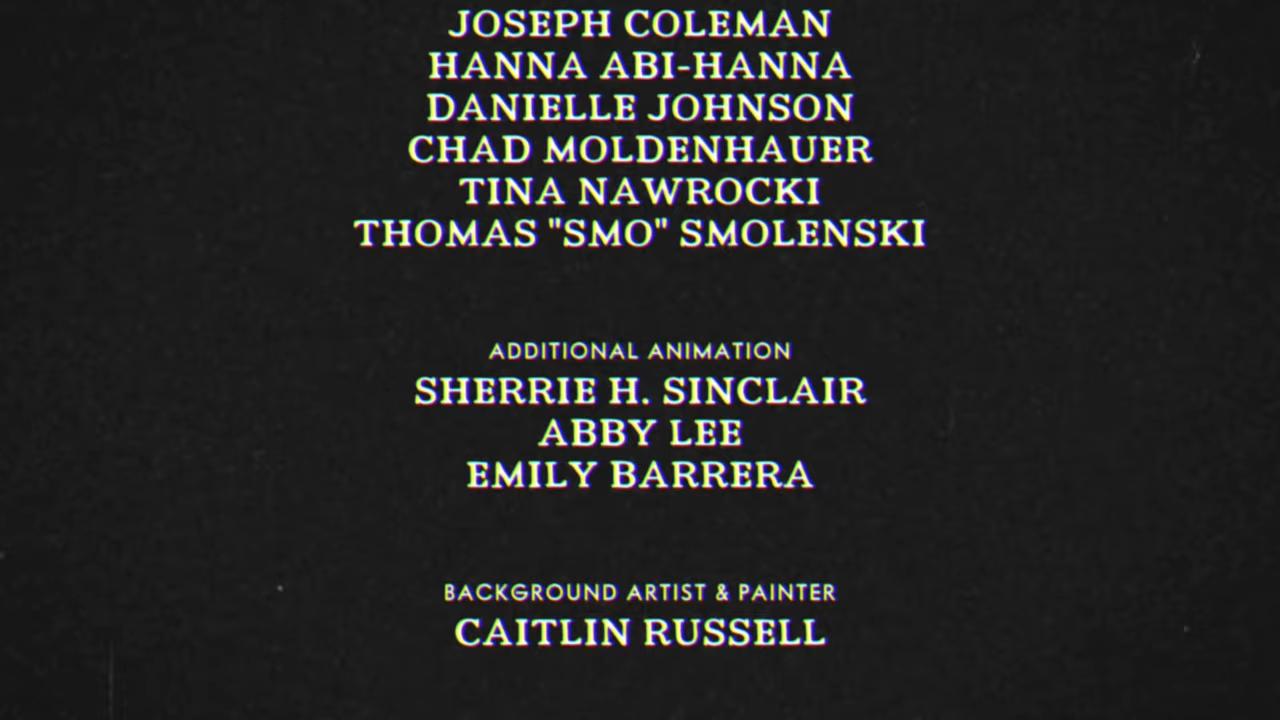 JOSEPH COLEMAN
HANNA ABI-HANNA
DANIELLE JOHNSON
CHAD MOLDENHAUER
TINA NAWROCKI
THOMAS "SMO" SMOLENSKI
ADDITIONAL ANIMATION
SHERRIE H. SINCLAIR
ABBY LEE
EMILY BARRERA
BACKGROUND ARTIST & PAINTER
CAITLIN RUSSELL